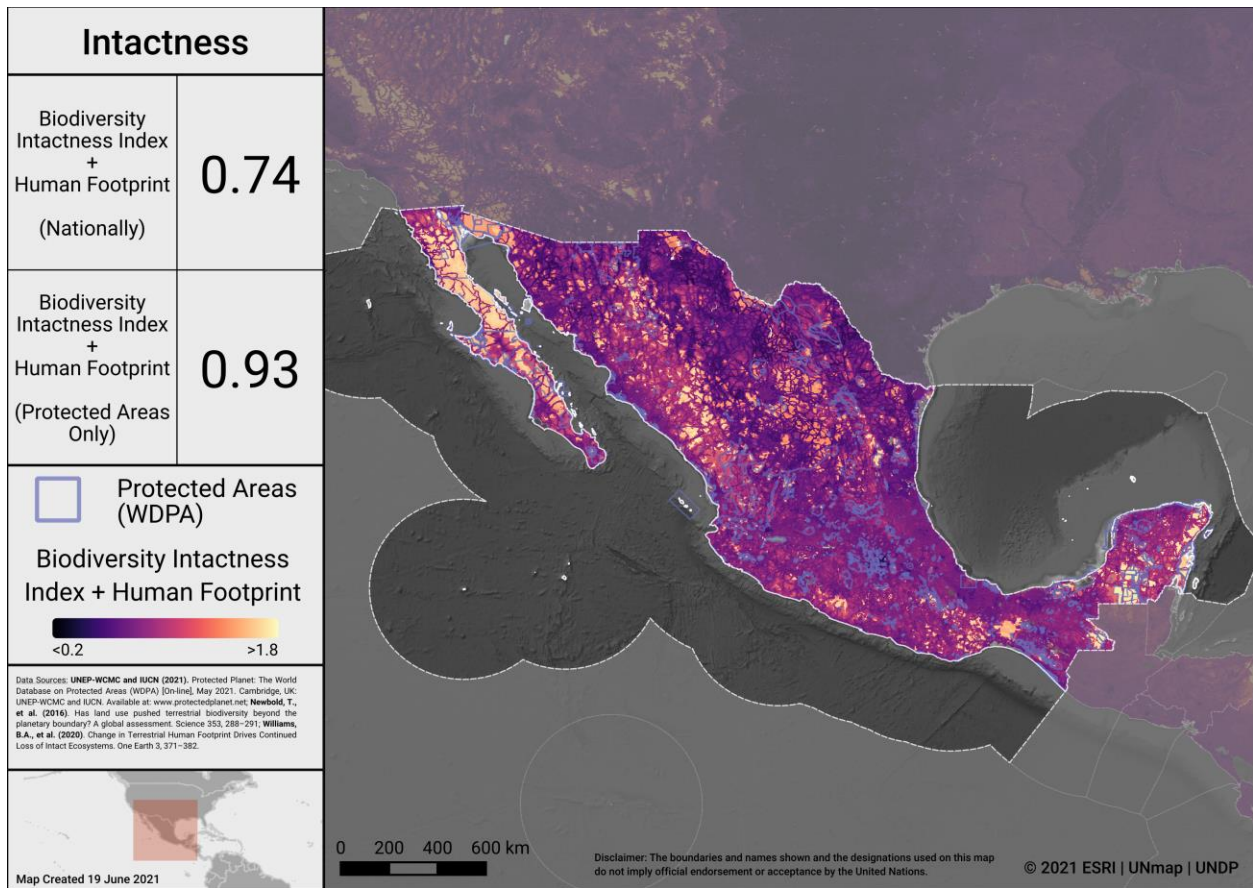 Intactness
Biodiversity
Intactness Index
+
Human Footprint
(Nationally)
0.74
Biodiversity
Intactness Index
+
Human Footprint
(Protected Areas
Only)
0.93
Protected Areas
(WDPA)
Biodiversity Intactness
Index + Human Footprint
<0.2
>1.8
Data Sources: UNEP-WCMC and IUCN (2021). Protected Planet: The World
Database on Protected Areas (WDPA) [On-line], May 2021. Cambridge, UK:
UNEP-WCMC and IUCN. Available at: www.protectedplanet.net; Newbold, T.,
et al. (2016). Has land use pushed terrestrial biodiversity beyond the
planetary boundary? A global assessment. Science 353, 288–291; Williams,
B.A., et al. (2020). Change in Terrestrial Human Footprint Drives Continued
Loss of Intact Ecosystems. One Earth 3, 371–382.
Map Created 19 June 2021
0 200 400 600 km
Disclaimer: The boundaries and names shown and the designations used on this map
do not imply official endorsement or acceptance by the United Nations.
© 2021 ESRI | UNmap | UNDP